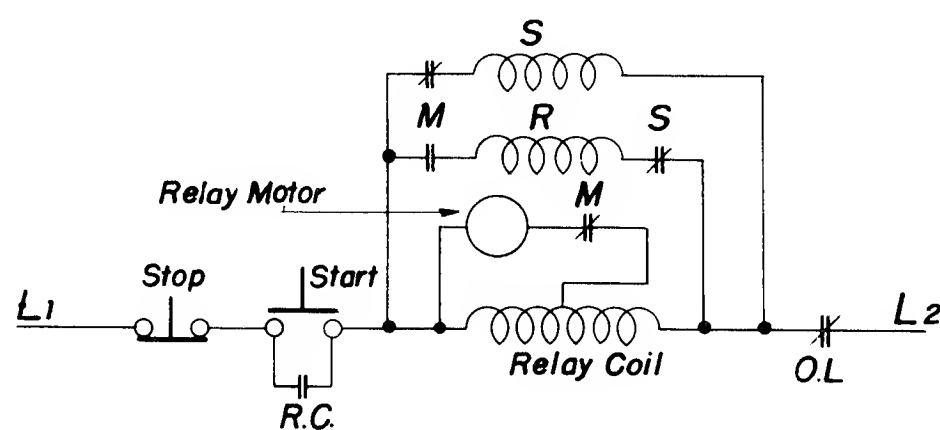 S
M
R
S
Relay Motor
M
Stop
Start
L1
L2
Relay Coil
O.L
R.C.